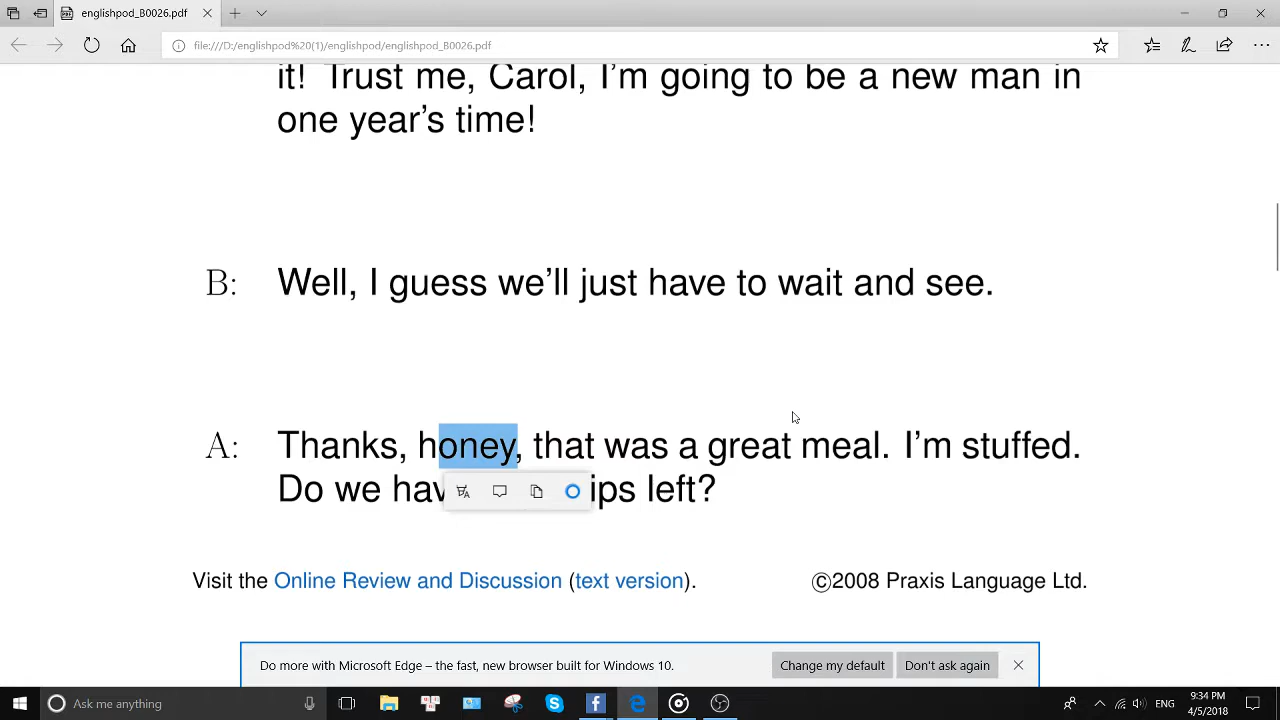 englishpod_B0026.pdf
file:///D:/englishpod%20(1)/englishpod/englishpod_B0026.pdf
it! Trust me, Carol, I'm going to be a new man in
one year's time!
B: Well, I guess we'll just have to wait and see.
A: Thanks, honey, that was a great meal. I'm stuffed.
Do we hav ips left?
Visit the Online Review and Discussion (text version). ©2008 Praxis Language Ltd.
Do more with Microsoft Edge – the fast, new browser built for Windows 10. Change my default Don't ask again
Ask me anything ENG 9:34 PM
4/5/2018